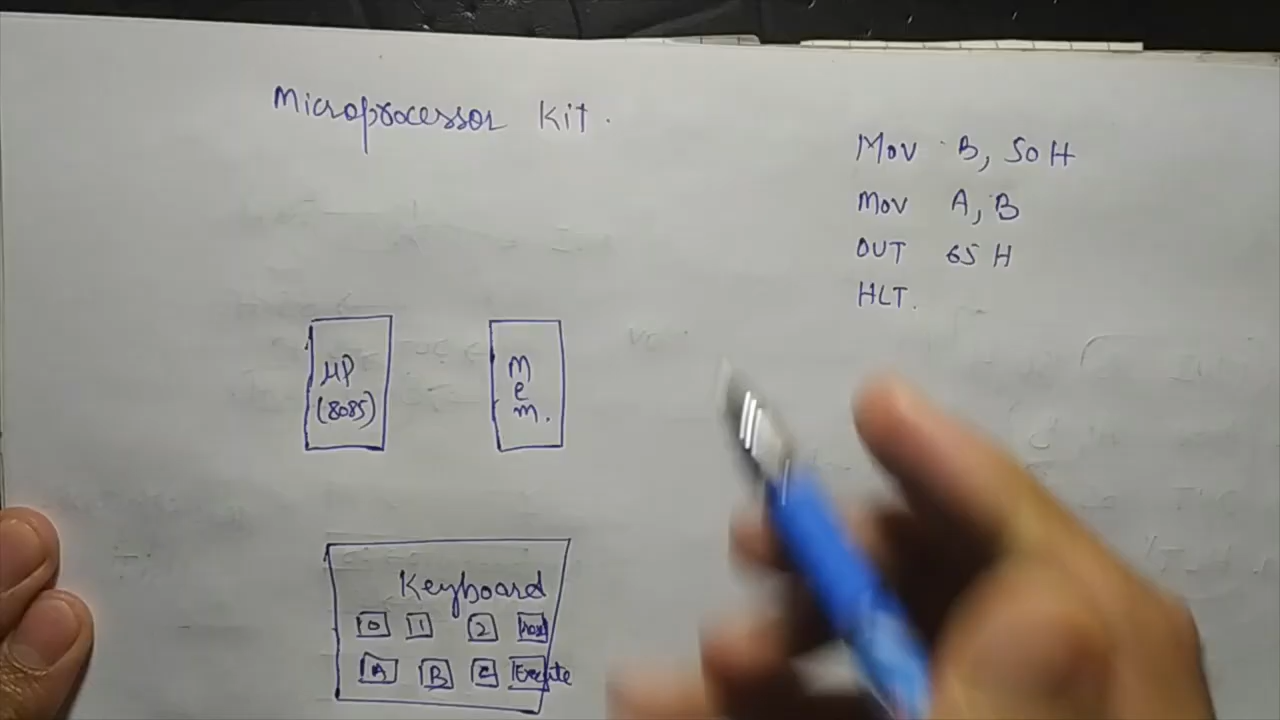 Microprocessor Kit.
Mov B, 50H
Mov A, B
OUT 65 H
HLT.
μP
(8085)
Mem.
Keyboard
0 1 2
A B C Execute